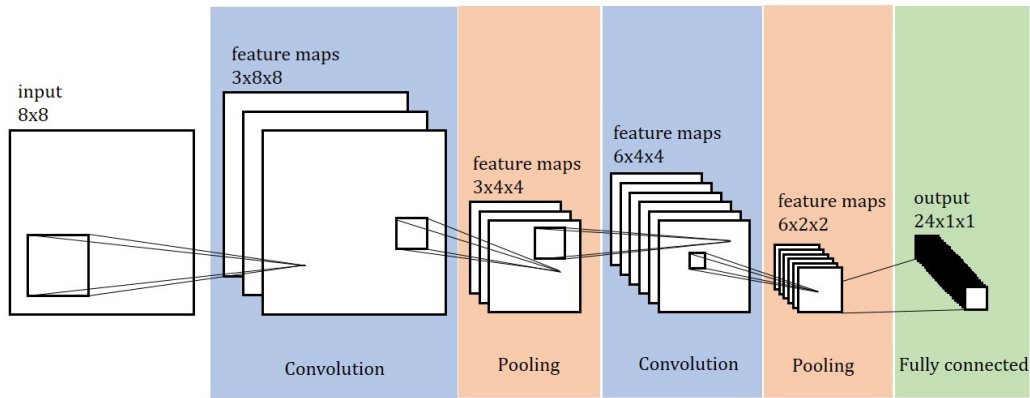 input
8x8
feature maps
3x8x8
feature maps
3x4x4
feature maps
6x4x4
feature maps
6x2x2
output
24x1x1
Convolution
Pooling
Convolution
Pooling
Fully connected